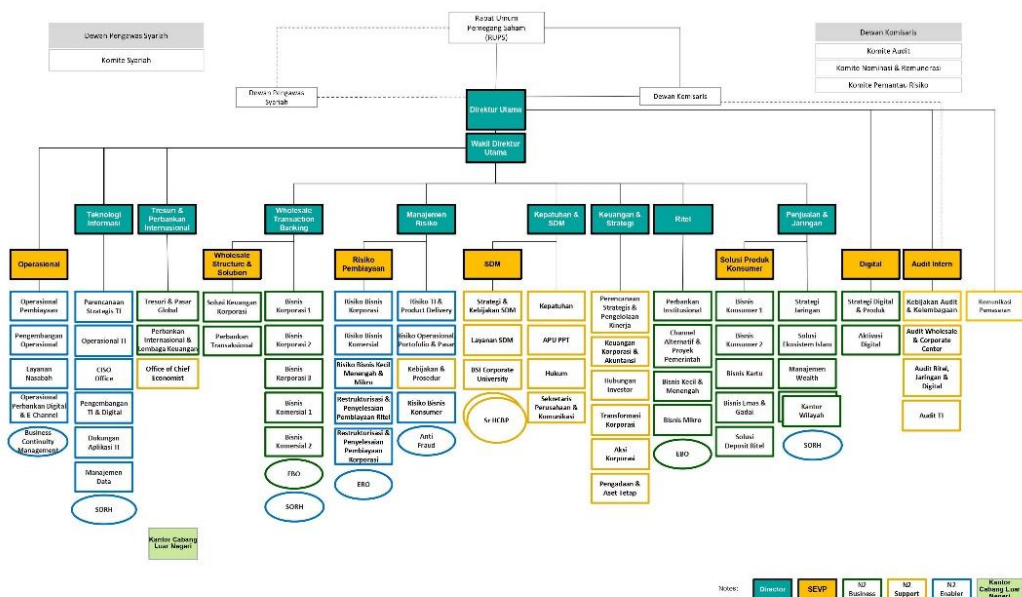 Rapat Umum
Pemegang Saham
(RUPS)
Dewan Pengawas Syariah
Komite Syariah
Dewan Komisaris
Komite Audit
Komite Nominasi & Remunerasi
Komite Pemantau Risiko
Dewan Pengawas
Syariah
Dewan Komisaris
Direktur Utama
Wakil Direktur
Utama
Teknologi
Informasi
Tresuri &
Perbankan
Internasional
Wholesale
Transaction
Banking
Manajemen
Risiko
Kepatuhan &
SDM
Keuangan &
Strategi
Ritel
Penjualan &
Jaringan
Operasional
Wholesale
Structure &
Solution
Risiko
Pembiayaan
SDM
Solusi Produk
Konsumer
Digital
Audit Intern
Operasional
Pembiayaan
Pengembangan
Operasional
Layanan
Nasabah
Operasional
Perbankan Digital
& E Channel
Business
Continuity
Management
Perencanaan
Strategis TI
Operasional TI
CISO
Office
Pengembangan
TI & Digital
Dukungan
Aplikasi TI
Manajemen
Data
SORH
Tresuri & Pasar
Global
Perbankan
Internasional &
Lembaga Keuangan
Office of Chief
Economist
Kantor Cabang
Luar Negeri
Solusi Keuangan
Korporasi
Perbankan
Transaksional
Bisnis
Korporasi 1
Bisnis
Korporasi 2
Bisnis
Korporasi 3
Bisnis
Komersial 1
Bisnis
Komersial 2
EBO
SORH
Risiko Bisnis
Korporasi
Risiko Bisnis
Komersial
Risiko Bisnis Kecil
Menengah &
Mikro
Restrukturisasi &
Penyelesaian
Pembiayaan Ritel
Restrukturisasi &
Penyelesaian
Pembiayaan
Korporasi
ERO
Risiko TI &
Product Delivery
Risiko Operasional
Portofolio & Pasar
Kebijakan &
Prosedur
Risiko Bisnis
Konsumer
Anti
Fraud
Strategi &
Kebijakan SDM
Layanan SDM
BSI Corporate
University
Sr HCBP
Kepatuhan
APU PPT
Hukum
Sekretaris
Perusahaan &
Komunikasi
Perencanaan
Strategis &
Pengelolaan
Kinerja
Keuangan
Korporasi &
Akuntansi
Hubungan
Investor
Transformasi
Korporasi
Aksi
Korporasi
Pengadaan &
Aset Tetap
Perbankan
Institusional
Channel
Alternatif &
Proyek
Pemerintah
Bisnis Kecil &
Menengah
Bisnis Mikro
EBO
Bisnis
Konsumer 1
Bisnis
Konsumer 2
Bisnis Kartu
Bisnis Emas &
Gadai
Solusi
Deposit Ritel
Strategi
Jaringan
Solusi
Ekosistem Islam
Manajemen
Wealth
Kantor
Wilayah
SORH
Strategi Digital
& Produk
Aktivasi
Digital
Kebijakan Audit
& Kelembagaan
Audit Wholesale
& Corporate
Center
Audit Rital,
Jaringan &
Digital
Audit TI
Komunikasi
Pemasaran
Notes:
Director
SEVP
N2
Business
N2
Support
N2
Enabler
Kantor
Cabang Luar
Negeri